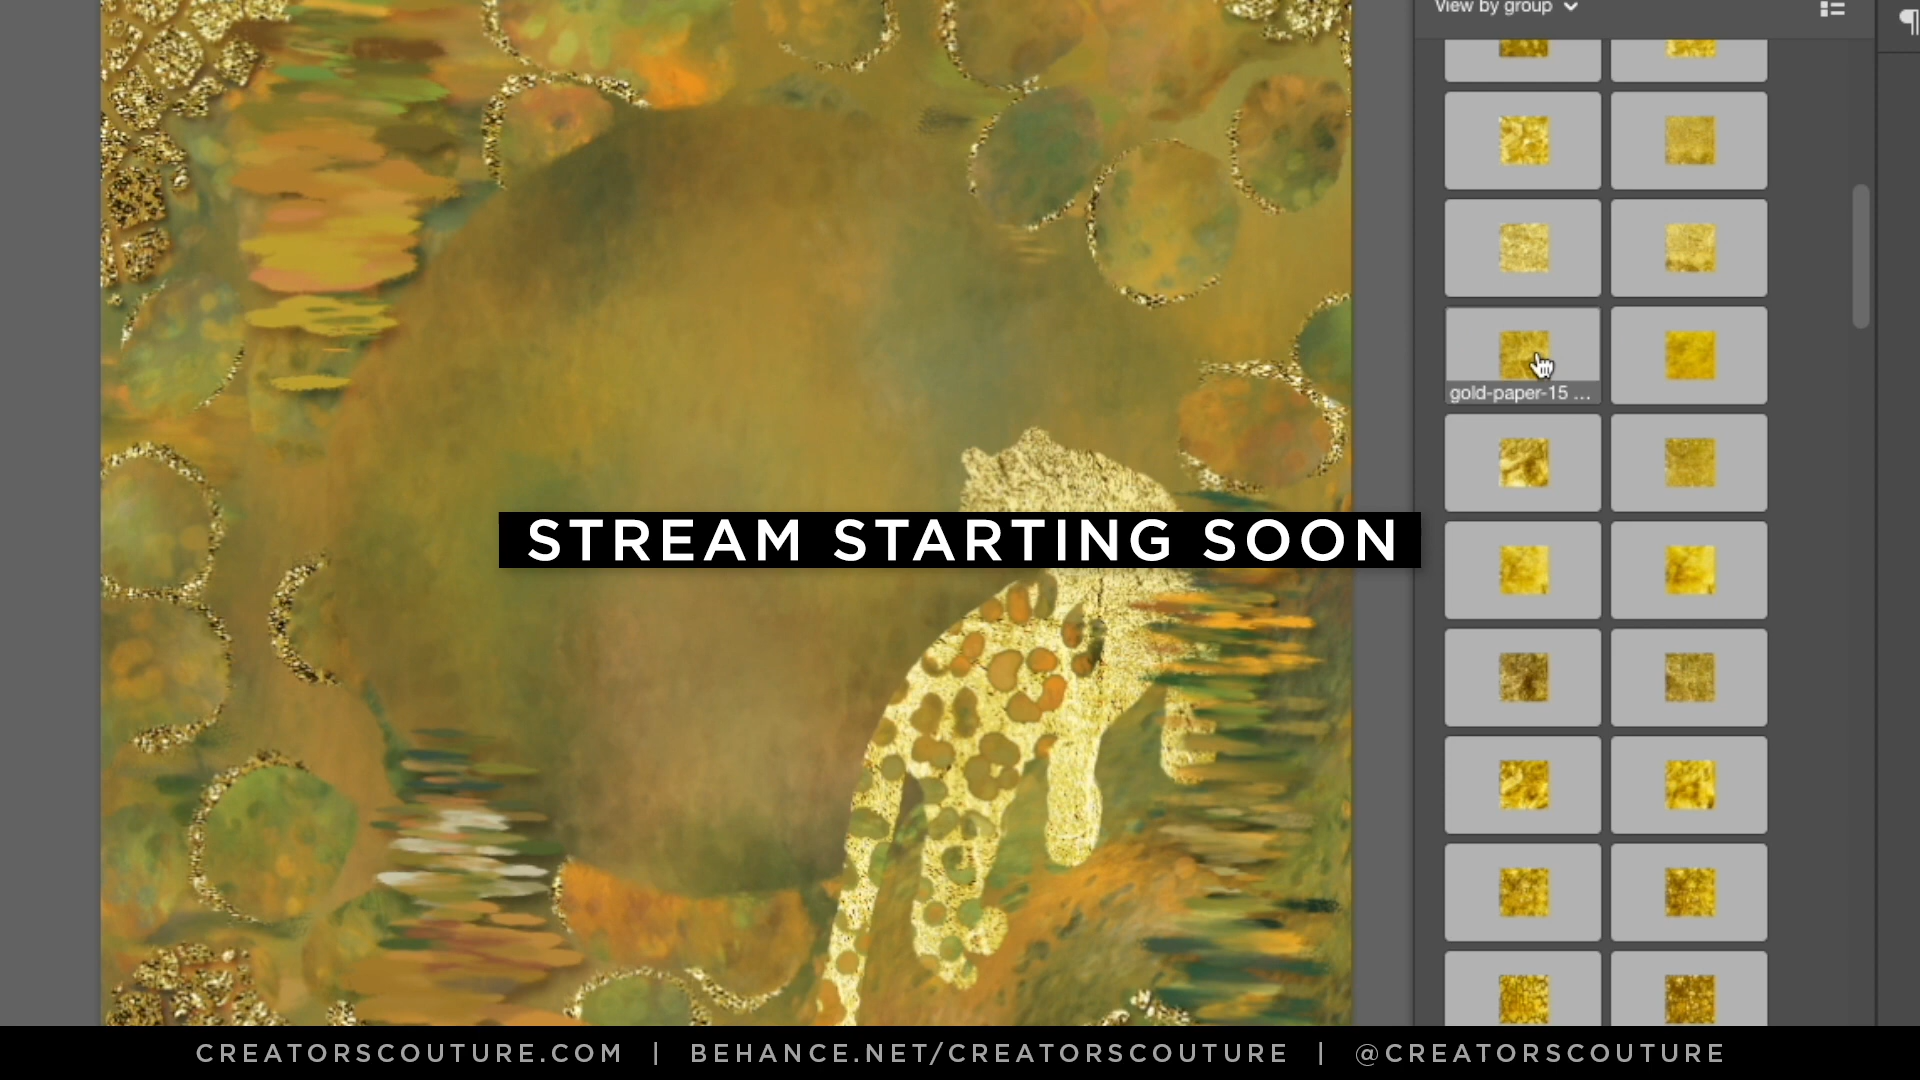 View by group
gold-paper-15 ...
STREAM STARTING SOON
CREATORSCOUTURE.COM | BEHANCE.NET/CREATORSCOUTURE | @CREATORSCOUTURE